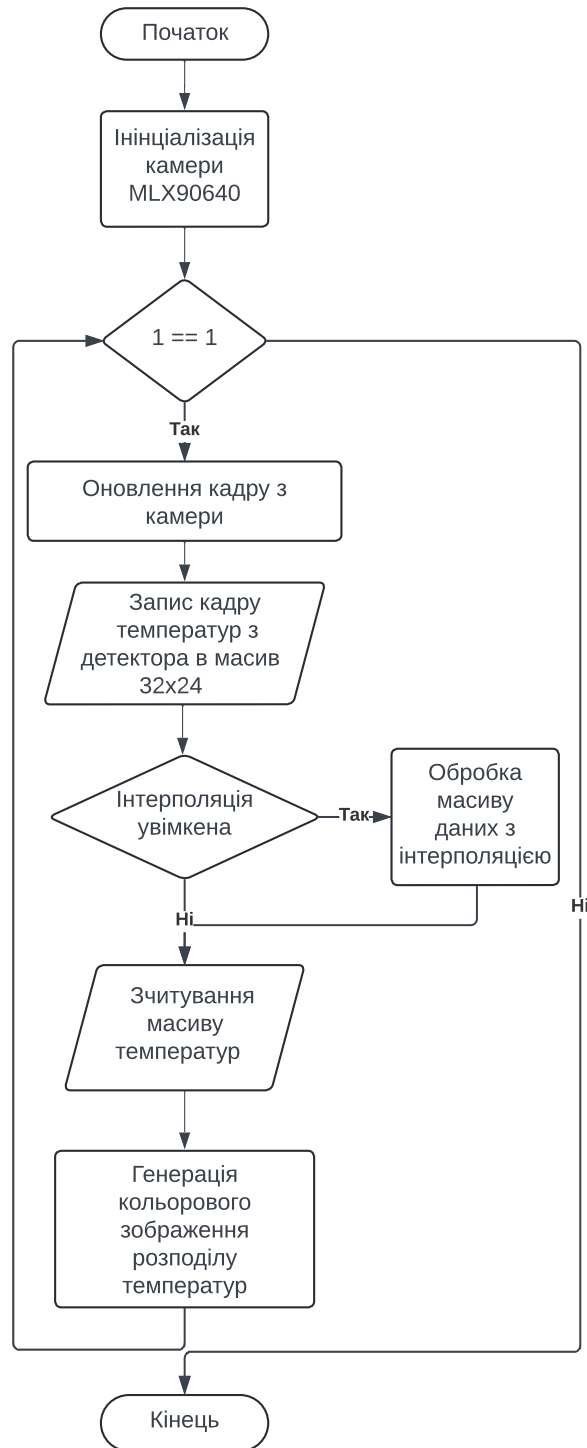 Початок
Інінціалізація
камери
MLX90640
1 == 1
Так
Оновлення кадру з
камери
Запис кадру
температур з
детектора в масив
32x24
Інтерполяція
увімкена
Так
Обробка
масиву
даних з
інтерполяцією
Ні
Ні
Зчитування
масиву
температур
Генерація
кольорового
зображення
розподілу
температур
Кінець